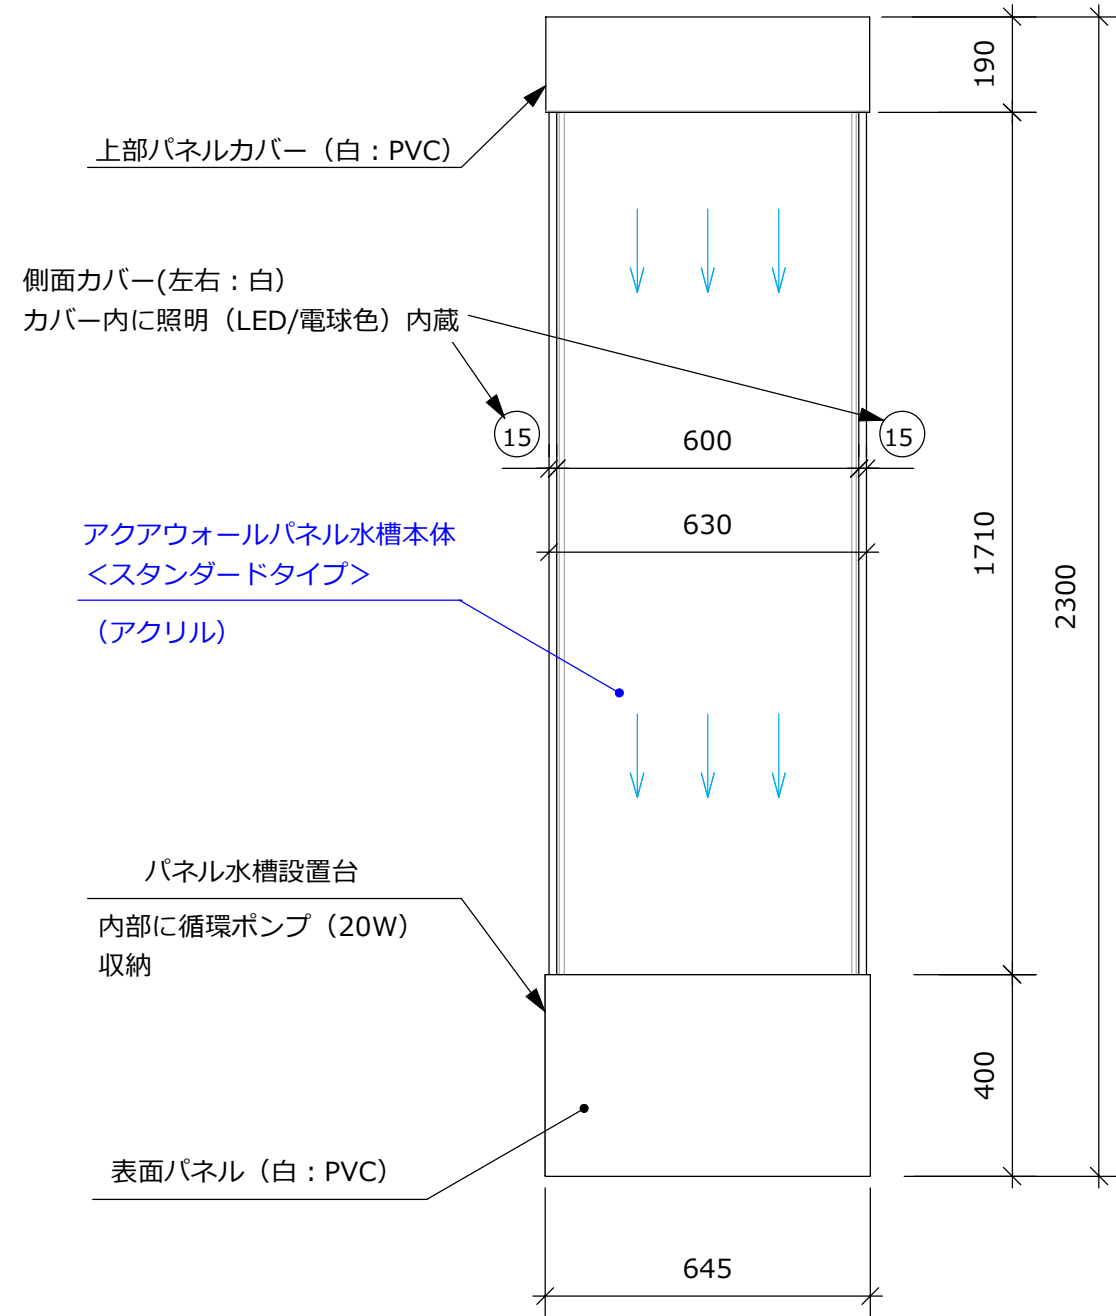 190
上部パネルカバー（白：PVC）
側面カバー(左右：白）
カバー内に照明（LED/電球色）内蔵
15
600
15
630
アクアウォールパネル水槽本体
＜スタンダードタイプ＞
（アクリル）
1710
2300
パネル水槽設置台
内部に循環ポンプ（20W）
収納
400
表面パネル（白：PVC）
645